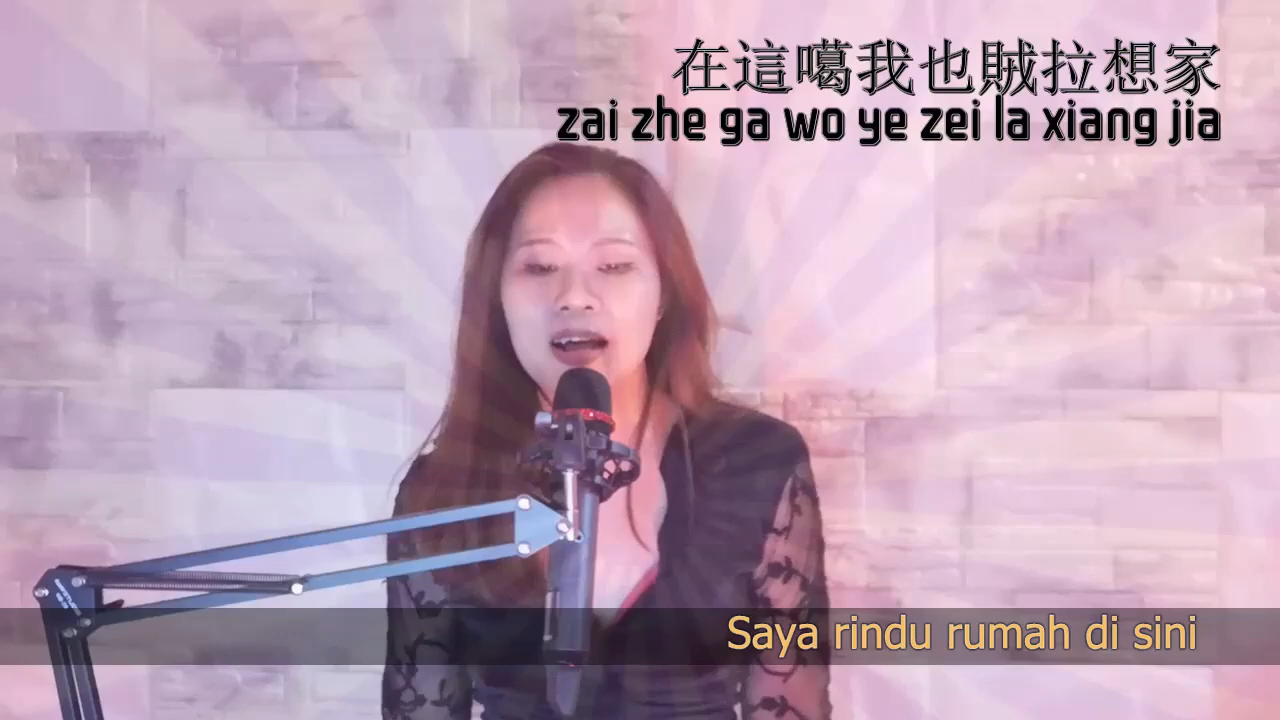 在這噶我也賊拉想家
zai zhe ga wo ye zei la xiang jia
Saya rindu rumah di sini